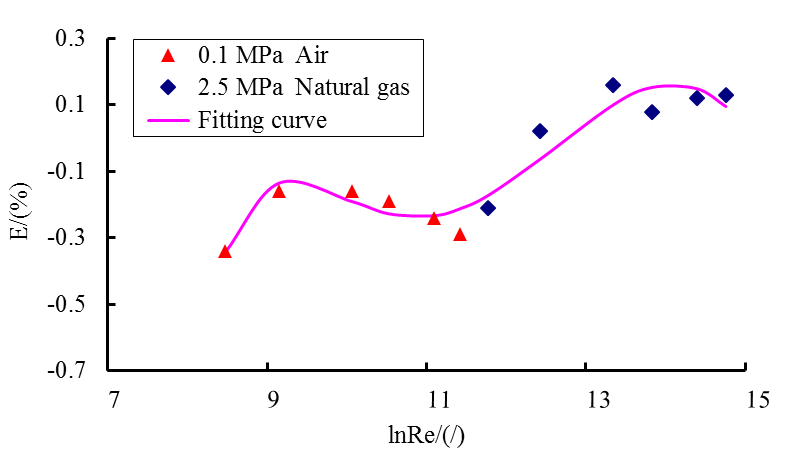 0.3
0.1
-0.1
-0.3
-0.5
-0.7
E/(%)
0.1 MPa Air
2.5 MPa Natural gas
Fitting curve
7 9 11 13 15
lnRe/(/)